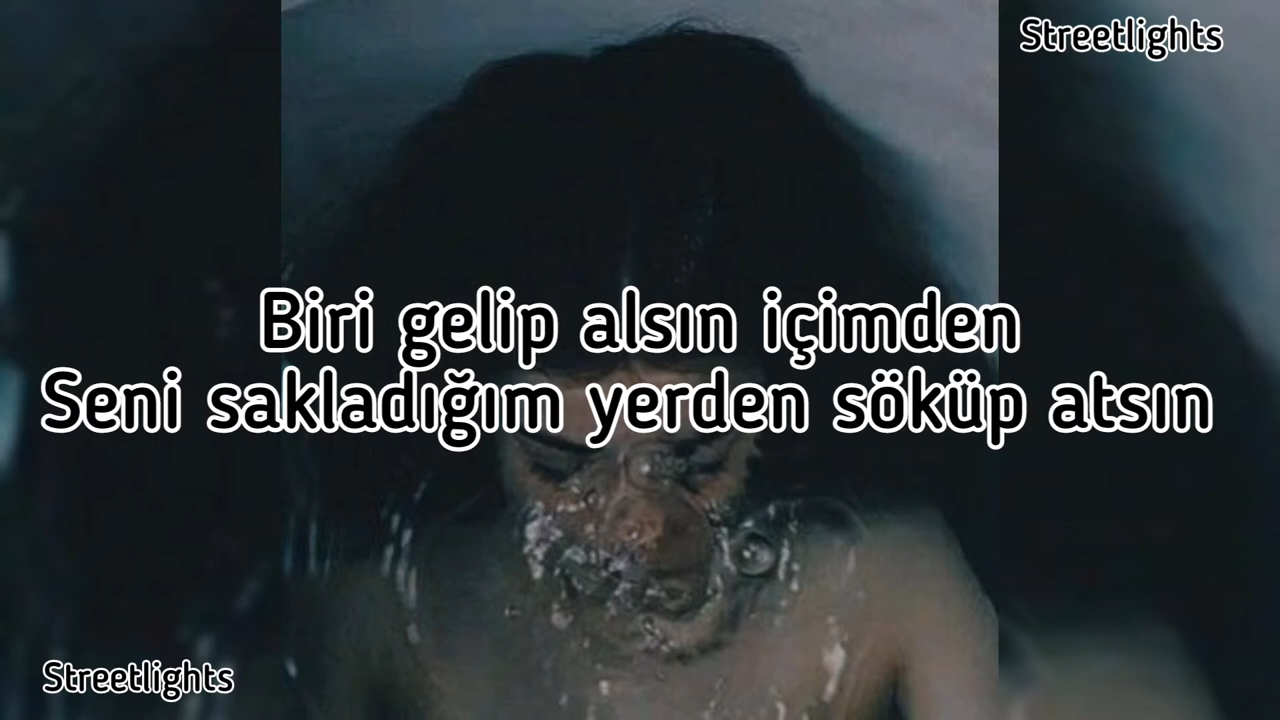 Streetlights
Biri gelip alsın içimden
Seni sakladığım yerden söküp atsın
Streetlights